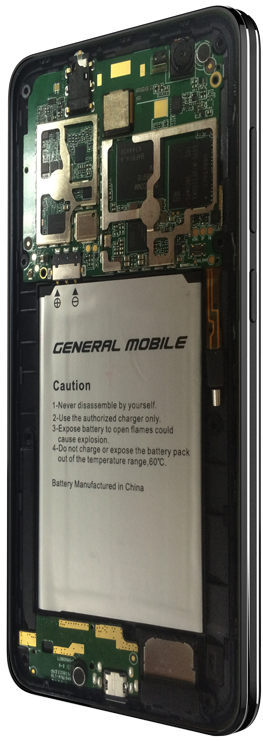 GENERAL MOBILE
Caution
1-Never disassemble by yourself.
2-Use the authorized charger only.
3-Expose battery to open flames could
cause explosion.
4-Do not charge or expose the battery pack
out of the temperature range,60℃.
Battery Manufactured in China